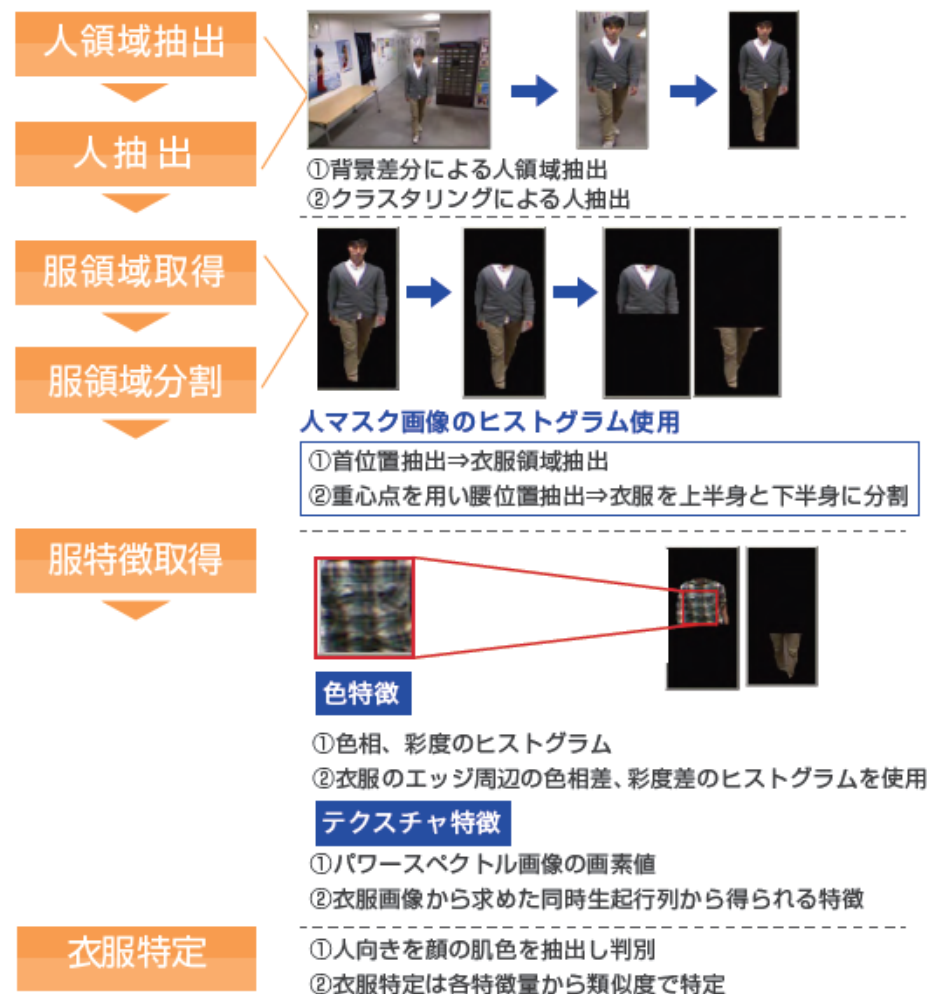 人領域抽出
人抽出
①背景差分による人領域抽出
②クラスタリングによる人抽出
服領域取得
服領域分割
人マスク画像のヒストグラム使用
①首位置抽出⇒衣服領域抽出
②重心点を用い腰位置抽出⇒衣服を上半身と下半身に分割
服特徴取得
色特徴
①色相、彩度のヒストグラム
②衣服のエッジ周辺の色相差、彩度差のヒストグラムを使用
テクスチャ特徴
①パワースペクトル画像の画素値
②衣服画像から求めた同時生起行列から得られる特徴
衣服特定
①人向きを顔の肌色を抽出し判別
②衣服特定は各特徴量から類似度で特定